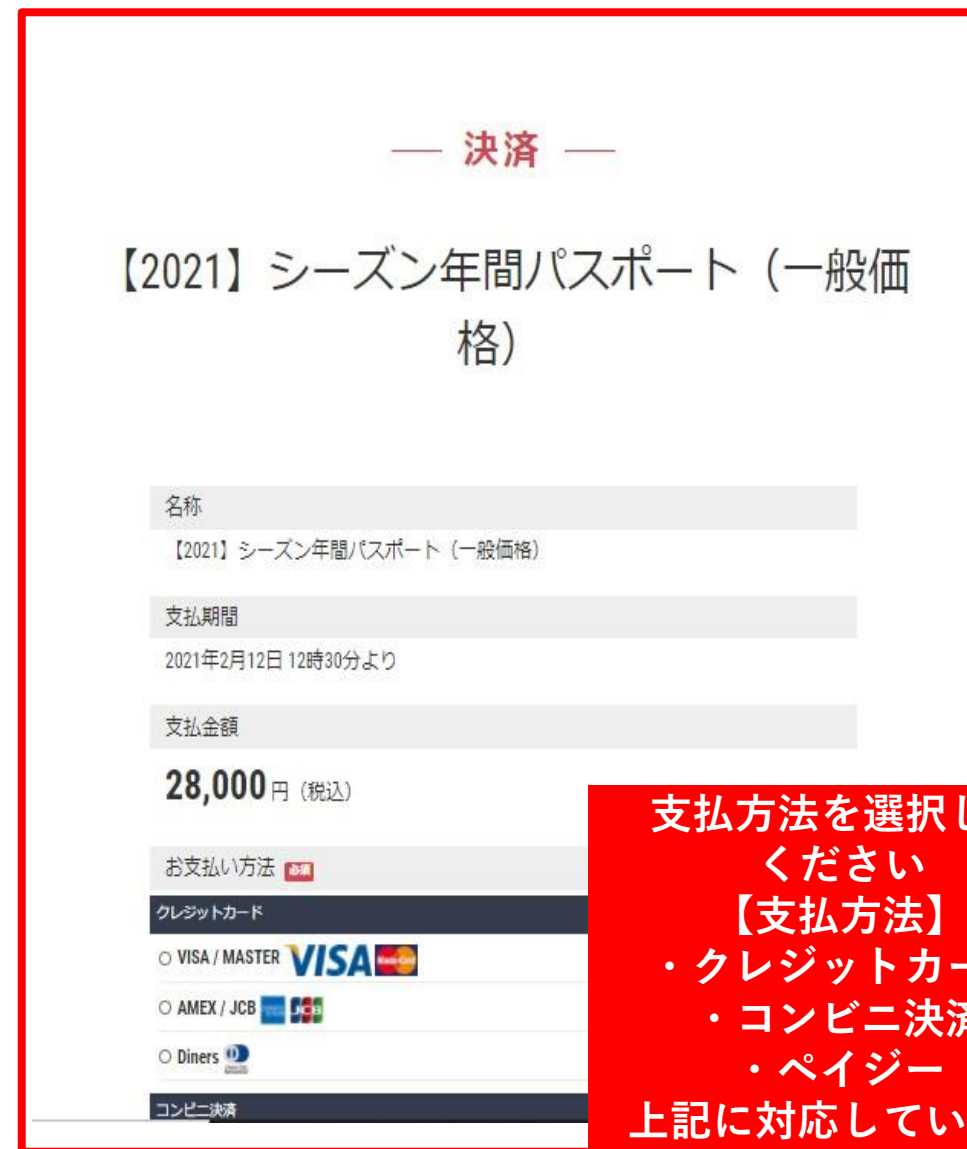 — 決済 —
【2021】シーズン年間パスポート（一般価
格）
名称
【2021】シーズン年間パスポート（一般価格）
支払期間
2021年2月12日 12時30分より
支払金額
28,000円（税込）
お支払い方法 必須
クレジットカード
VISA / MASTER VISA MasterCard
AMEX / JCB JCB
Diners
コンビニ決済
支払方法を選択し
ください
【支払方法】
・クレジットカー
・コンビニ決済
・ペイジー
上記に対応してい